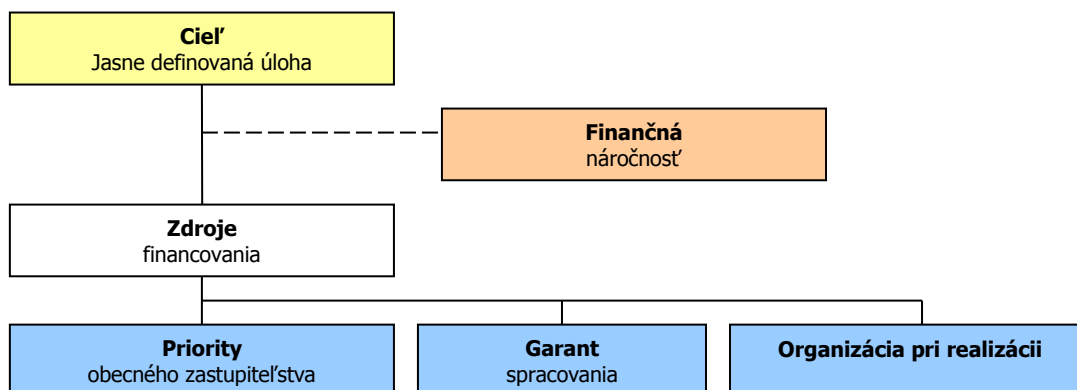 Cieľ
Jasne definovaná úloha
Finančná
náročnosť
Zdroje
financovania
Priority
obecného zastupiteľstva
Garant
spracovania
Organizácia pri realizácii